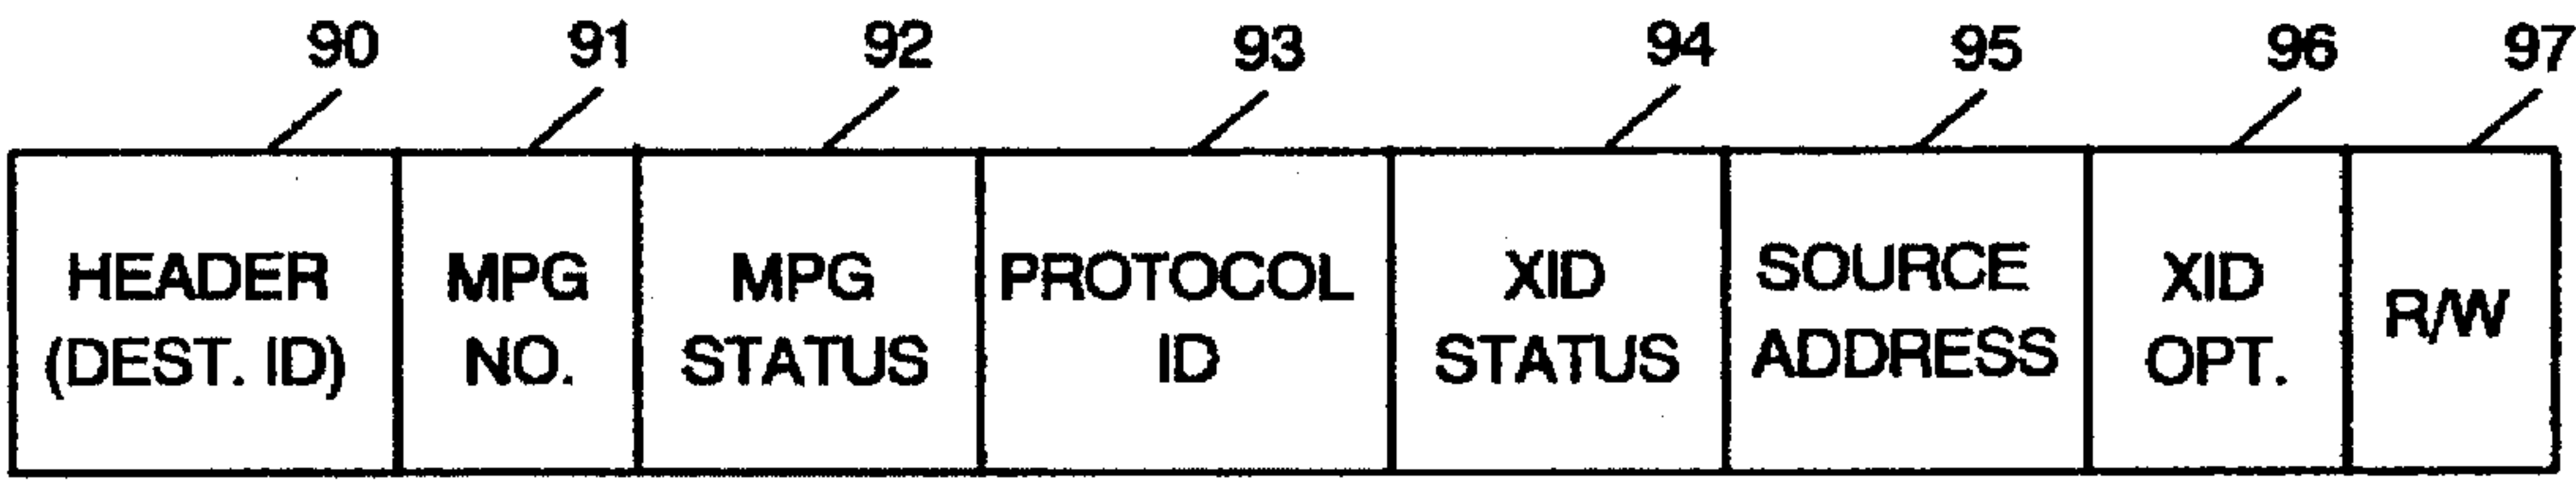 90 91 92 93 94 95 96 97
HEADER
(DEST. ID)
MPG
NO.
MPG
STATUS
PROTOCOL
ID
XID
STATUS
SOURCE
ADDRESS
XID
OPT.
R/W